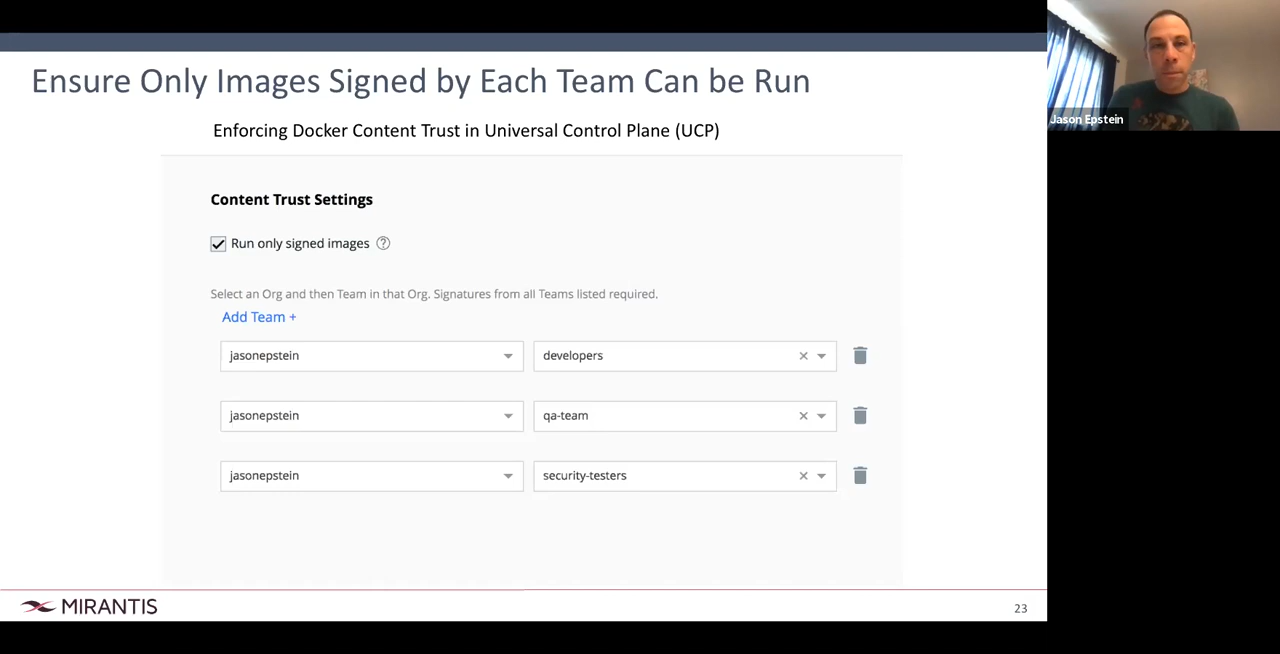 Ensure Only Images Signed by Each Team Can be Run
Jason Epstein
Enforcing Docker Content Trust in Universal Control Plane (UCP)
Content Trust Settings
Run only signed images ?
Select an Org and then Team in that Org. Signatures from all Teams listed required.
Add Team +
jasonepstein developers
jasonepstein qa-team
jasonepstein security-testers
MIRANTIS
23